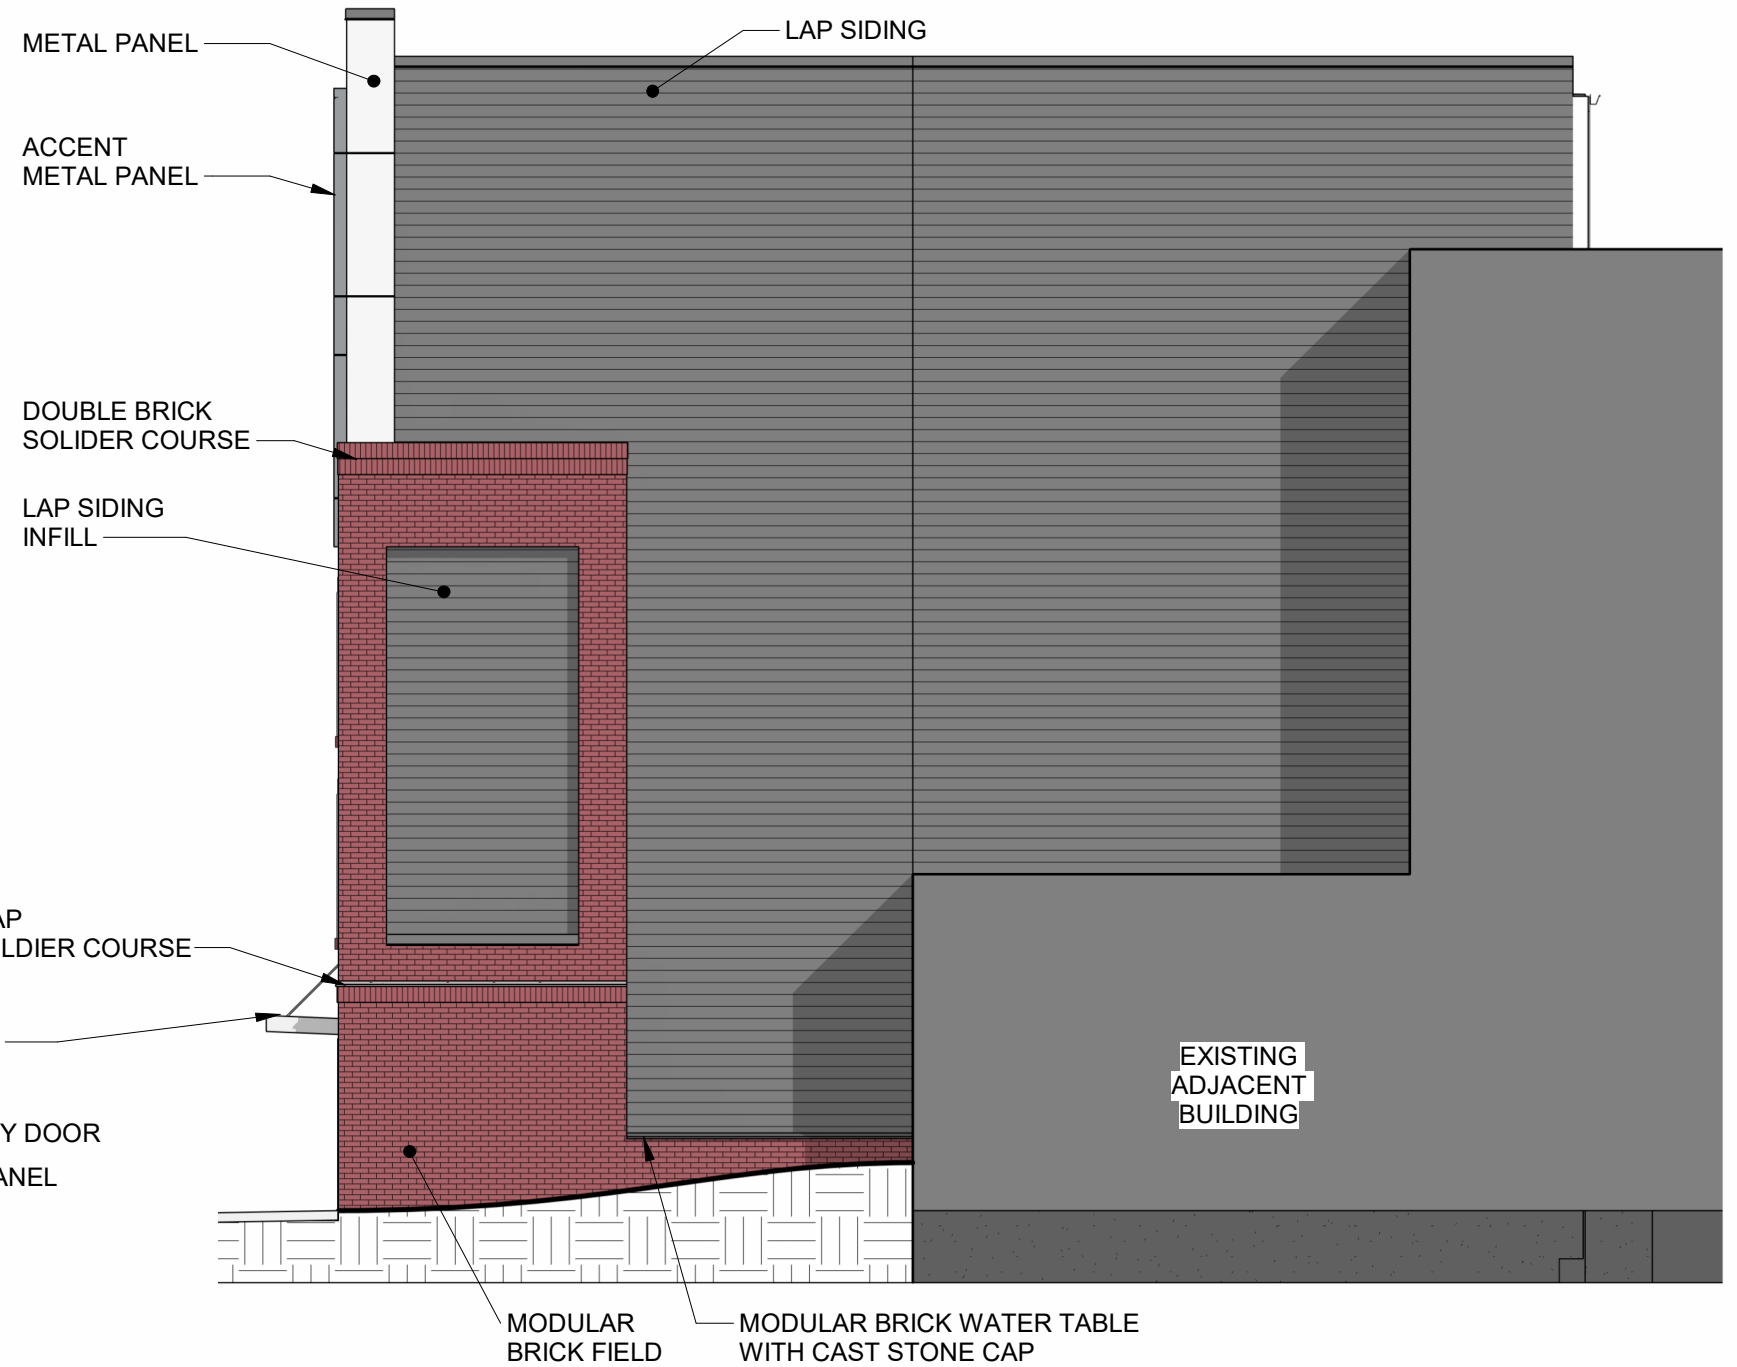 METAL PANEL
LAP SIDING
ACCENT
METAL PANEL
DOUBLE BRICK
SOLIDER COURSE
LAP SIDING
INFILL
AP
LDIER COURSE
Y DOOR
ANEL
EXISTING
ADJACENT
BUILDING
MODULAR
BRICK FIELD
MODULAR BRICK WATER TABLE
WITH CAST STONE CAP